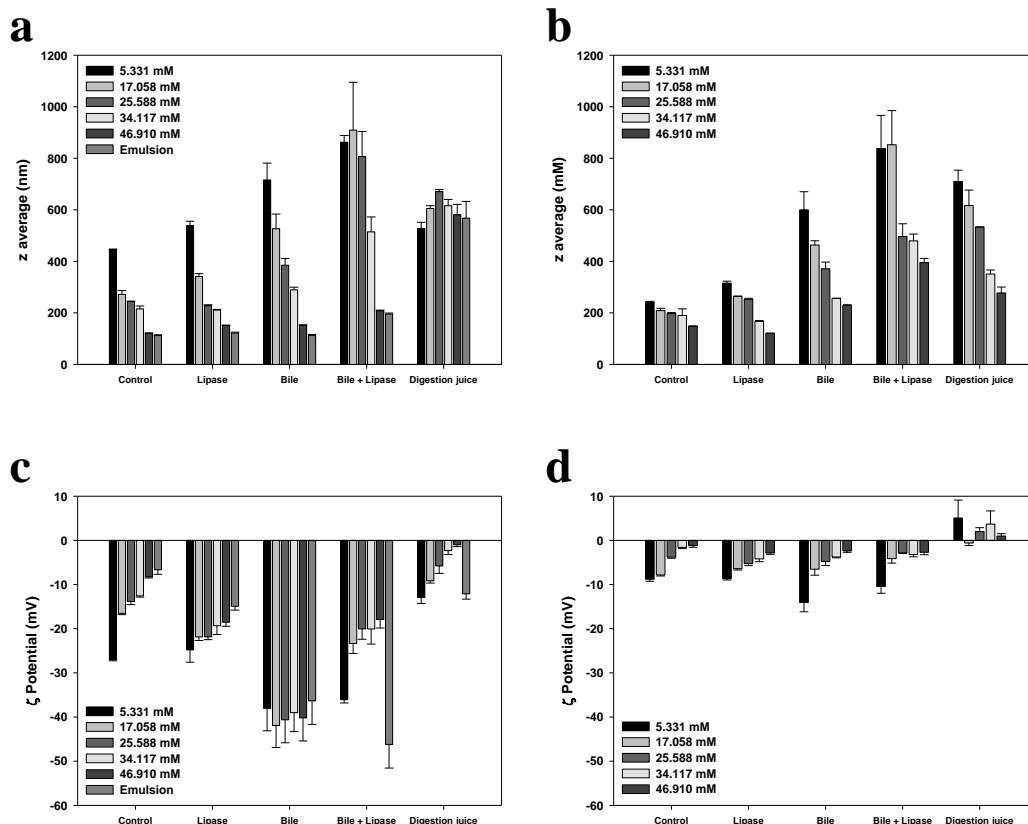 a
1200
1000
800
600
400
200
0
z average (nm)
5.331 mM
17.058 mM
25.588 mM
34.117 mM
46.910 mM
Emulsion
Control Lipase Bile Bile + Lipase Digestion juice
b
1200
1000
800
600
400
200
0
z average (mM)
5.331 mM
17.058 mM
25.588 mM
34.117 mM
46.910 mM
Control Lipase Bile Bile + Lipase Digestion juice
c
10
0
-10
-20
-30
-40
-50
-60
ζ Potential (mV)
5.331 mM
17.058 mM
25.588 mM
34.117 mM
46.910 mM
Emulsion
Control Lipase Bile Bile + Lipase Digestion juice
d
10
0
-10
-20
-30
-40
-50
-60
ζ Potential (mV)
5.331 mM
17.058 mM
25.588 mM
34.117 mM
46.910 mM
Control Lipase Bile Bile + Lipase Digestion juice